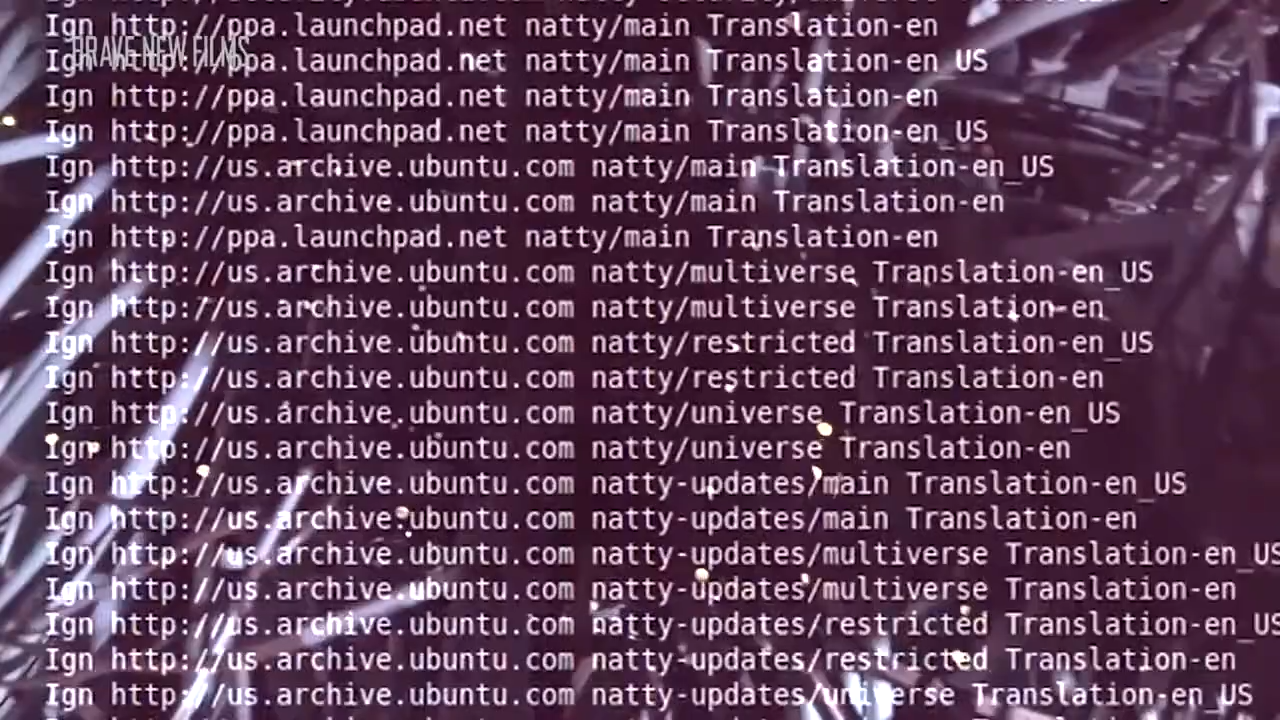 Ign http://ppa.launchpad.net natty/main Translation-en
BRAVE NEW FILMS
Ign http://ppa.launchpad.net natty/main Translation-en_US
Ign http://ppa.launchpad.net natty/main Translation-en
Ign http://ppa.launchpad.net natty/main Translation-en_US
Ign http://us.archive.ubuntu.com natty/main Translation-en_US
Ign http://us.archive.ubuntu.com natty/main Translation-en
Ign http://ppa.launchpad.net natty/main Translation-en
Ign http://us.archive.ubuntu.com natty/multiverse Translation-en_US
Ign http://us.archive.ubuntu.com natty/multiverse Translation-en
Ign http://us.archive.ubuntu.com natty/restricted Translation-en_US
Ign http://us.archive.ubuntu.com natty/restricted Translation-en
Ign http://us.archive.ubuntu.com natty/universe Translation-en_US
Ign http://us.archive.ubuntu.com natty/universe Translation-en
Ign http://us.archive.ubuntu.com natty-updates/main Translation-en_US
Ign http://us.archive.ubuntu.com natty-updates/main Translation-en
Ign http://us.archive.ubuntu.com natty-updates/multiverse Translation-en_US
Ign http://us.archive.ubuntu.com natty-updates/multiverse Translation-en
Ign http://us.archive.ubuntu.com natty-updates/restricted Translation-en_US
Ign http://us.archive.ubuntu.com natty-updates/restricted Translation-en
Ign http://us.archive.ubuntu.com natty-updates/universe Translation-en_US